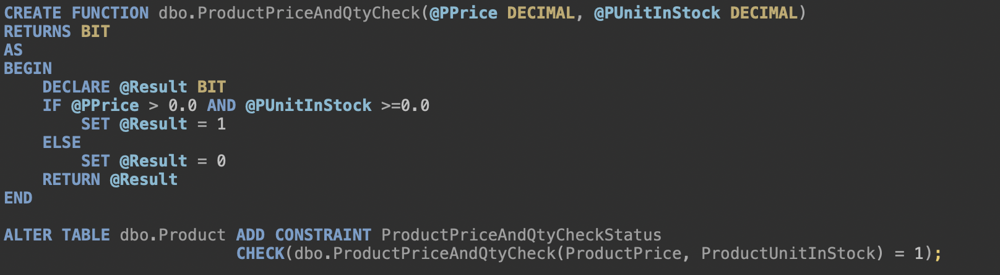 CREATE FUNCTION dbo.ProductPriceAndQtyCheck(@PPrice DECIMAL, @PUnitInStock DECIMAL)
RETURNS BIT
AS
BEGIN
    DECLARE @Result BIT
    IF @PPrice > 0.0 AND @PUnitInStock >=0.0
        SET @Result = 1
    ELSE
        SET @Result = 0
    RETURN @Result
END

ALTER TABLE dbo.Product ADD CONSTRAINT ProductPriceAndQtyCheckStatus
                        CHECK(dbo.ProductPriceAndQtyCheck(ProductPrice, ProductUnitInStock) = 1);